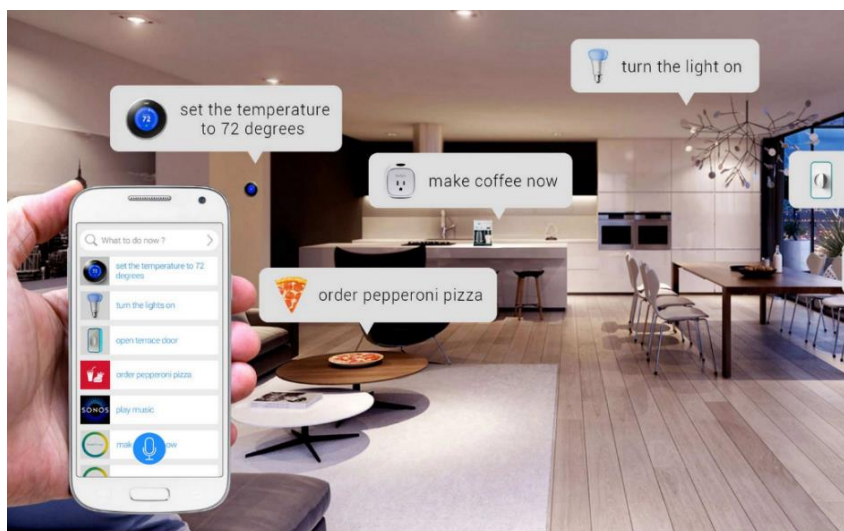 turn the light on
set the temperature
to 72 degrees
72
make coffee now
order pepperoni pizza
What to do now ?
set the temperature to 72
degrees
turn the lights on
open terrace door
order pepperoni pizza
SONOS
play music